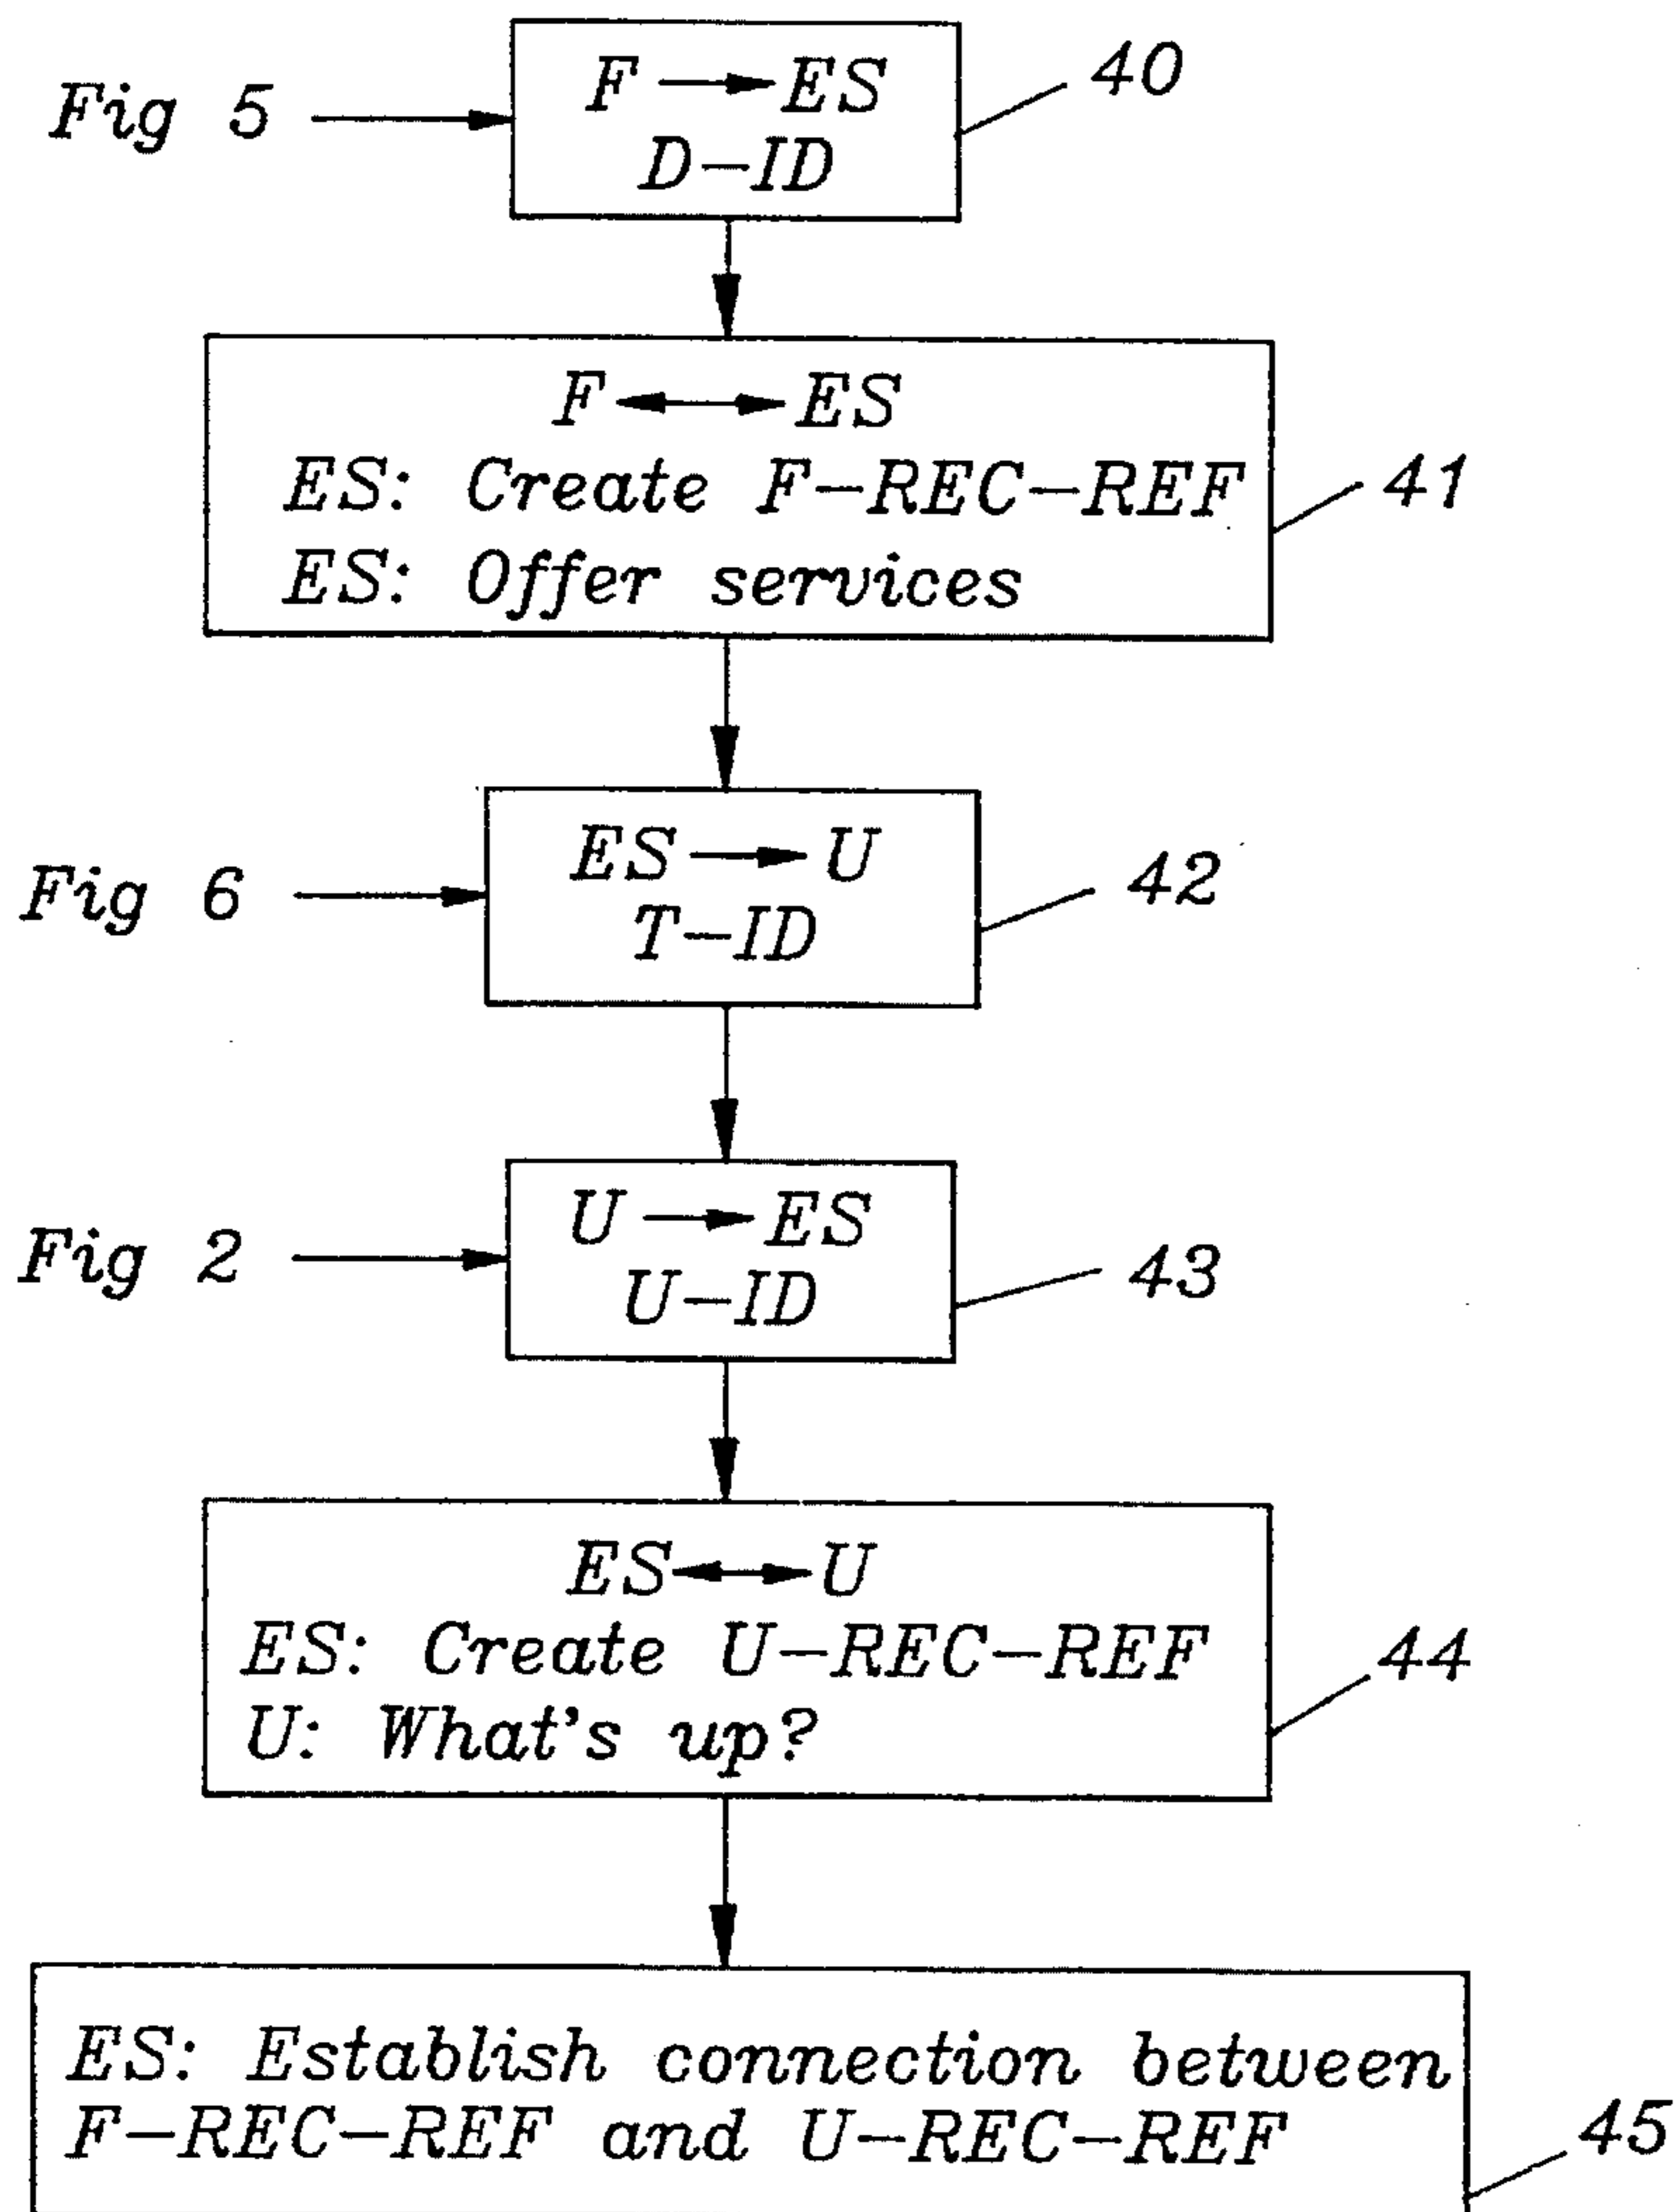 F → ES
40
Fig 5
D-ID
F ↔ ES
ES: Create F-REC-REF
41
ES: Offer services
ES → U
42
Fig 6
T-ID
U → ES
Fig 2
43
U-ID
ES ↔ U
ES: Create U-REC-REF
44
U: What's up?
ES: Establish connection between
F-REC-REF and U-REC-REF
45